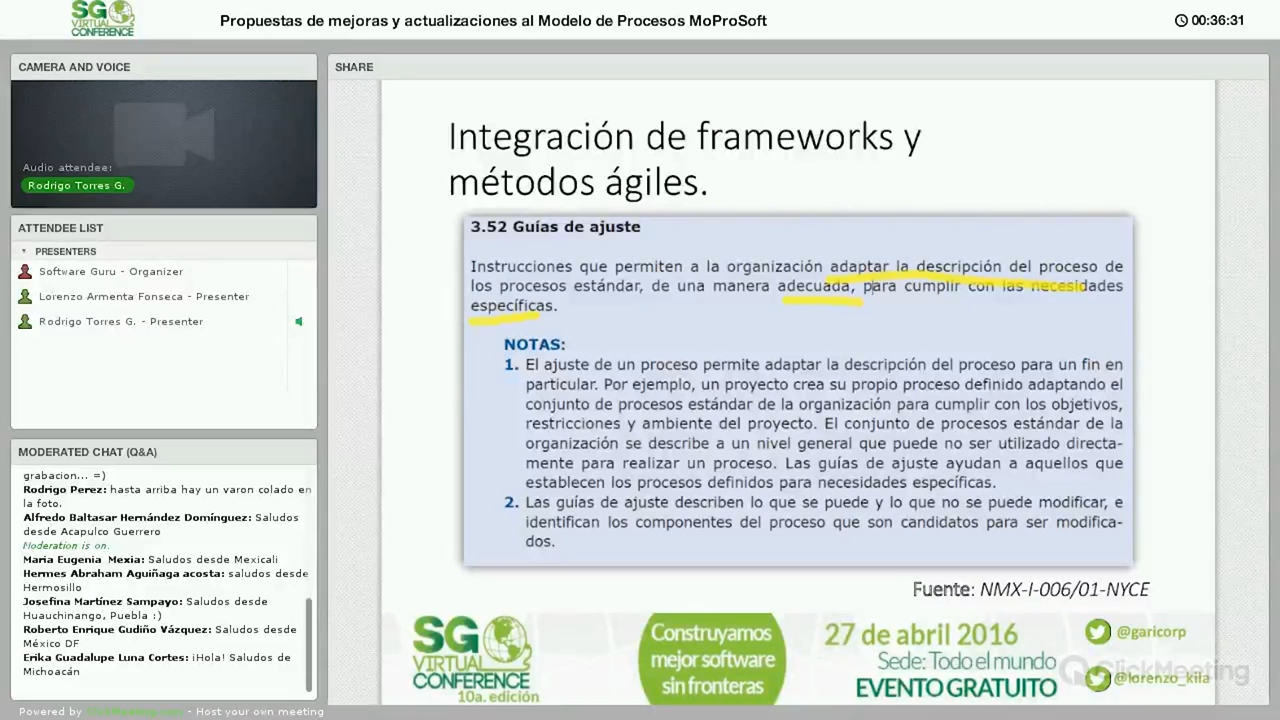 SG
VIRTUAL
CONFERENCE
Propuestas de mejoras y actualizaciones al Modelo de Procesos MoProSoft
00:36:31
CAMERA AND VOICE
Audio attendee:
Rodrigo Torres G.
ATTENDEE LIST
PRESENTERS
Software Guru - Organizer
Lorenzo Armenta Fonseca - Presenter
Rodrigo Torres G. - Presenter
MODERATED CHAT (Q&A)
grabacion... =)
Rodrigo Perez: hasta arriba hay un varon colado en
la foto.
Alfredo Baltasar Hernández Domínguez: Saludos
desde Acapulco Guerrero
Moderation is on.
Maria Eugenia Mexia: Saludos desde Mexicali
Hermes Abraham Aguiñaga acosta: saludos desde
Hermosillo
Josefina Martínez Sampayo: Saludos desde
Huauchinango, Puebla :)
Roberto Enrique Gudiño Vázquez: Saludos desde
México DF
Erika Guadalupe Luna Cortes: ¡Hola! Saludos de
Michoacán
Powered by ClickMeeting.com - Host your own meeting
SHARE
Integración de frameworks y
métodos ágiles.
3.52 Guías de ajuste
Instrucciones que permiten a la organización adaptar la descripción del proceso de
los procesos estándar, de una manera adecuada, para cumplir con las necesidades
específicas.
NOTAS:
1. El ajuste de un proceso permite adaptar la descripción del proceso para un fin en
particular. Por ejemplo, un proyecto crea su propio proceso definido adaptando el
conjunto de procesos estándar de la organización para cumplir con los objetivos,
restricciones y ambiente del proyecto. El conjunto de procesos estándar de la
organización se describe a un nivel general que puede no ser utilizado directa-
mente para realizar un proceso. Las guías de ajuste ayudan a aquellos que
establecen los procesos definidos para necesidades específicas.
2. Las guías de ajuste describen lo que se puede y lo que no se puede modificar, e
identifican los componentes del proceso que son candidatos para ser modifica-
dos.
Fuente: NMX-I-006/01-NYCE
SG
VIRTUAL
CONFERENCE
10a. edición
Construyamos
mejor software
sin fronteras
27 de abril 2016
Sede: Todo el mundo
EVENTO GRATUITO
@garicorp
@lorenzo_kila
ClickMeeting